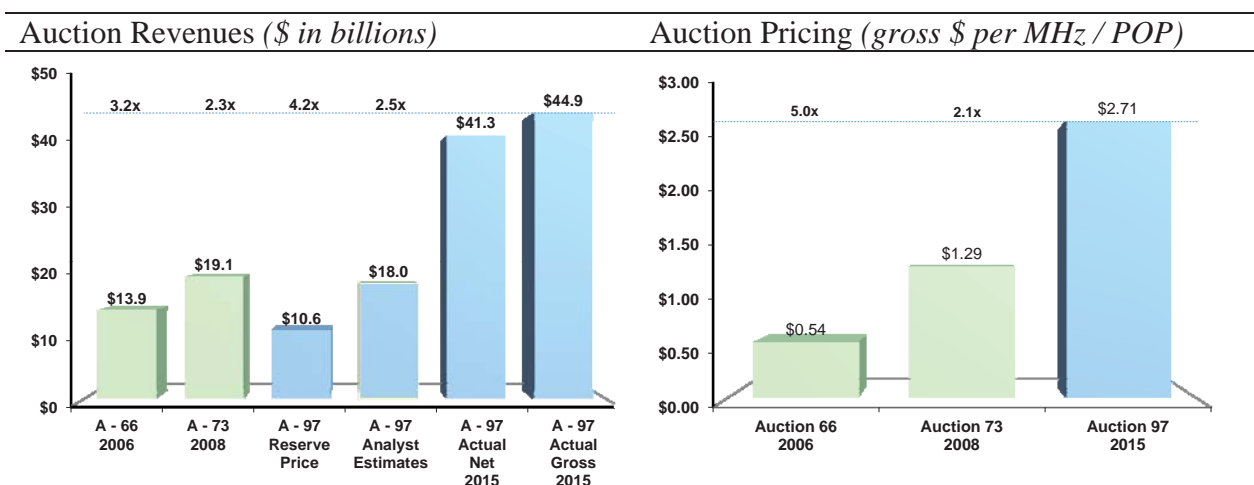 Auction Revenues ($ in billions)
Auction Pricing (gross $ per MHz / POP)
$50
$40
$30
$20
$10
$0
3.2x
2.3x
4.2x
2.5x
$13.9
$19.1
$10.6
$18.0
$41.3
$44.9
A - 66
2006
A - 73
2008
A - 97
Reserve
Price
A - 97
Analyst
Estimates
A - 97
Actual
Net
2015
A - 97
Actual
Gross
2015
$3.00
$2.50
$2.00
$1.50
$1.00
$0.50
$0.00
5.0x
2.1x
$0.54
$1.29
$2.71
Auction 66
2006
Auction 73
2008
Auction 97
2015